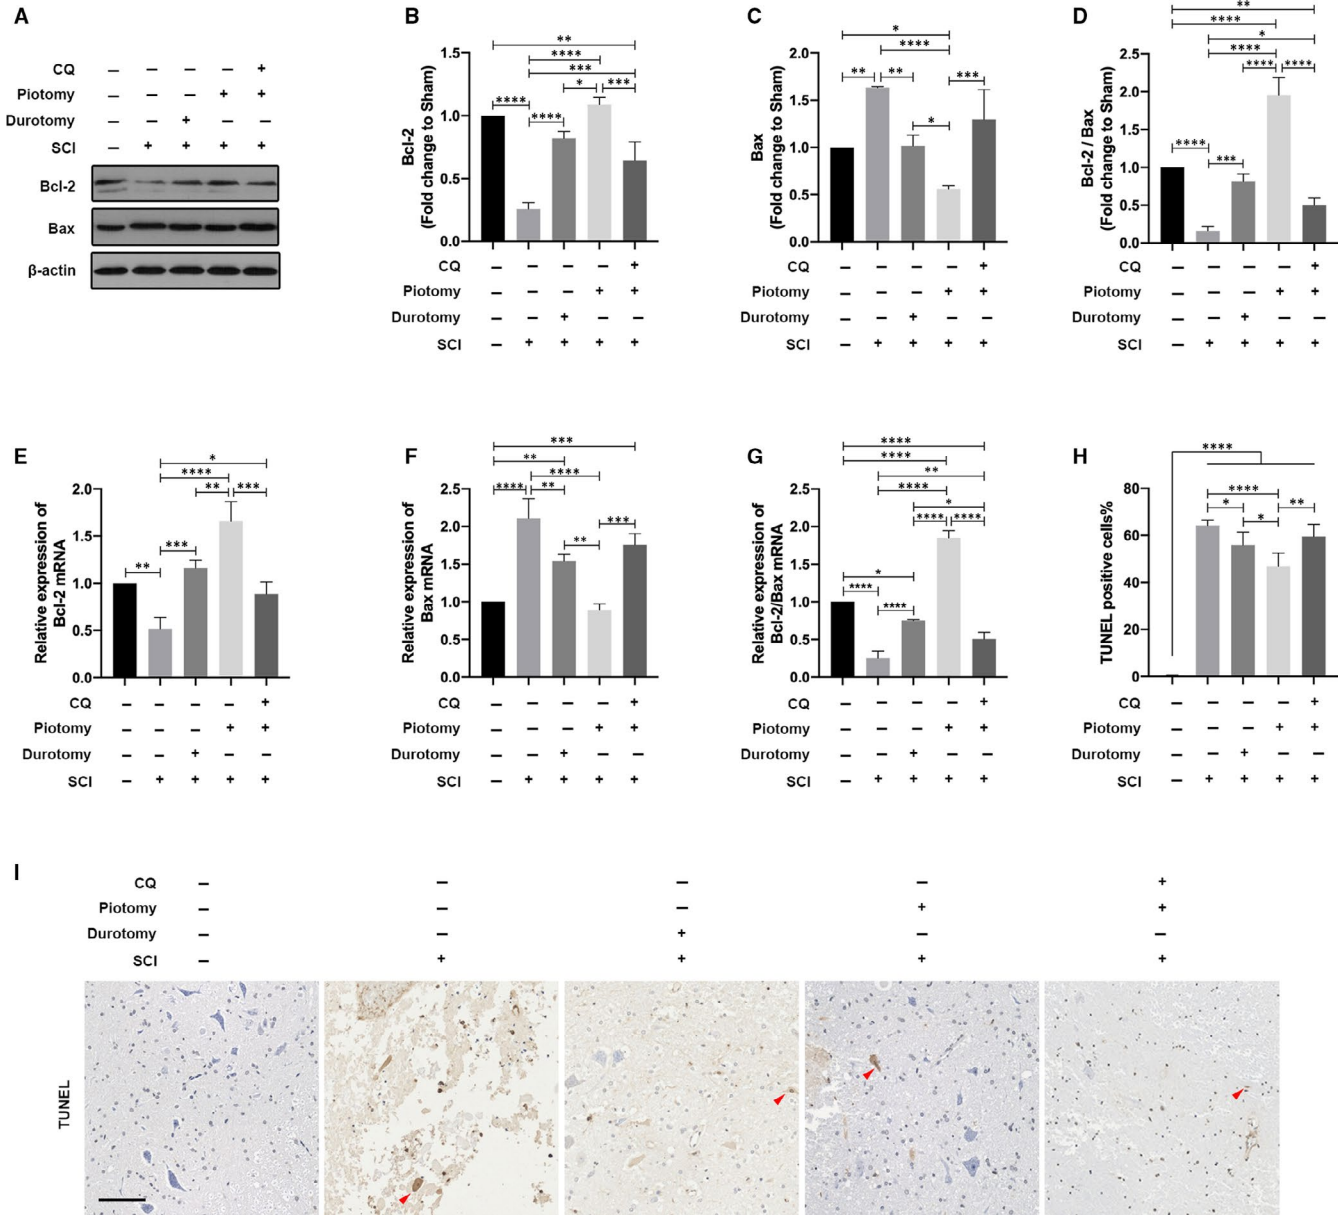 A
CQ – – – – +
Piotomy – – – + +
Durotomy – – + – –
SCI – + + + +
Bcl-2
Bax
β-actin
B
Bcl-2
(Fold change to Sham)
1.5
1.0
0.5
0.0
**
****
***
* ***
****
****
CQ – – – – +
Piotomy – – – + +
Durotomy – – + – –
SCI – + + + +
C
Bax
(Fold change to Sham)
2.0
1.5
1.0
0.5
0.0
*
****
** ** ***
*
CQ – – – – +
Piotomy – – – + +
Durotomy – – + – –
SCI – + + + +
D
Bcl-2 / Bax
(Fold change to Sham)
2.5
2.0
1.5
1.0
0.5
0.0
**
****
*
****
**** ****
****
***
CQ – – – – +
Piotomy – – – + +
Durotomy – – + – –
SCI – + + + +
E
Relative expression of
Bcl-2 mRNA
2.0
1.5
1.0
0.5
0.0
*
****
** ***
***
**
CQ – – – – +
Piotomy – – – + +
Durotomy – – + – –
SCI – + + + +
F
Relative expression of
Bax mRNA
2.5
2.0
1.5
1.0
0.5
0.0
***
**
****
**** **
***
**
CQ – – – – +
Piotomy – – – + +
Durotomy – – + – –
SCI – + + + +
G
Relative expression of
Bcl-2/Bax mRNA
2.5
2.0
1.5
1.0
0.5
0.0
****
****
**
****
*
**** ****
*
****
****
CQ – – – – +
Piotomy – – – + +
Durotomy – – + – –
SCI – + + + +
H
TUNEL positive cells%
80
60
40
20
0
****
****
* **
*
CQ – – – – +
Piotomy – – – + +
Durotomy – – + – –
SCI – + + + +
I
CQ – – – – +
Piotomy – – – + +
Durotomy – – + – –
SCI – + + + +
TUNEL